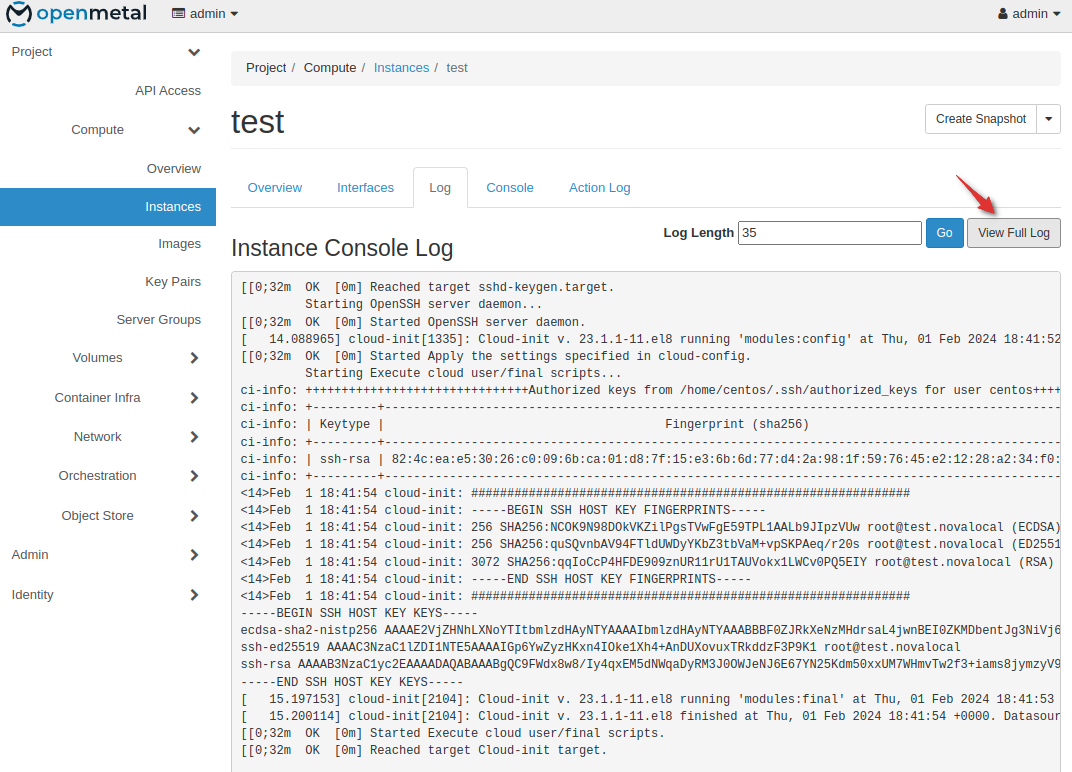 openmetal admin admin
Project
API Access
Compute
Overview
Instances
Images
Key Pairs
Server Groups
Volumes
Container Infra
Network
Orchestration
Object Store
Admin
Identity
Project / Compute / Instances / test
test
Create Snapshot
Overview Interfaces Log Console Action Log
Log Length 35 Go View Full Log
Instance Console Log
[[0;32m  OK  [0m] Reached target sshd-keygen.target.
         Starting OpenSSH server daemon...
[[0;32m  OK  [0m] Started OpenSSH server daemon.
[   14.088965] cloud-init[1335]: Cloud-init v. 23.1.1-11.el8 running 'modules:config' at Thu, 01 Feb 2024 18:41:52
[[0;32m  OK  [0m] Started Apply the settings specified in cloud-config.
         Starting Execute cloud user/final scripts...
ci-info: +++++++++++++++++++++++++++++++Authorized keys from /home/centos/.ssh/authorized_keys for user centos++++
ci-info: +---------+----------------------------------------------------------------------------------------------
ci-info: | Keytype |                                       Fingerprint (sha256)
ci-info: +---------+----------------------------------------------------------------------------------------------
ci-info: | ssh-rsa | 82:4c:ea:e5:30:26:c0:09:6b:ca:01:d8:7f:15:e3:6b:6d:77:d4:2a:98:1f:59:76:45:e2:12:28:a2:34:f0:
ci-info: +---------+----------------------------------------------------------------------------------------------
<14>Feb  1 18:41:54 cloud-init: #############################################################
<14>Feb  1 18:41:54 cloud-init: -----BEGIN SSH HOST KEY FINGERPRINTS-----
<14>Feb  1 18:41:54 cloud-init: 256 SHA256:NCOK9N98DOkVKZilPgsTVwFgE59TPL1AALb9JIpzVUw root@test.novalocal (ECDSA)
<14>Feb  1 18:41:54 cloud-init: 256 SHA256:quSQvnbAV94FTldUWDyYKbZ3tbVaM+vpSKPAeq/r20s root@test.novalocal (ED2551
<14>Feb  1 18:41:54 cloud-init: 3072 SHA256:qqIoCcP4HFDE909znUR11rU1TAUVokx1LWCv0PQ5EIY root@test.novalocal (RSA)
<14>Feb  1 18:41:54 cloud-init: -----END SSH HOST KEY FINGERPRINTS-----
<14>Feb  1 18:41:54 cloud-init: #############################################################
-----BEGIN SSH HOST KEY KEYS-----
ecdsa-sha2-nistp256 AAAAE2VjZHNhLXNoYTItbmlzdHAyNTYAAAAIbmlzdHAyNTYAAABBBF0ZJRkXeNzMHdrsaL4jwnBEI0ZKMDbentJg3NiVj6
ssh-ed25519 AAAAC3NzaC1lZDI1NTE5AAAAIGp6YwZyzHKxn4IOke1Xh4+AnDUXovuxTRkddzF3P9K1 root@test.novalocal
ssh-rsa AAAAB3NzaC1yc2EAAAADAQABAAABgQC9FWdx8w8/Iy4qxEM5dNWqaDyRM3J0OWJeNJ6E67YN25Kdm50xxUM7WHmvTw2f3+iams8jymzyV9
-----END SSH HOST KEY KEYS-----
[   15.197153] cloud-init[2104]: Cloud-init v. 23.1.1-11.el8 running 'modules:final' at Thu, 01 Feb 2024 18:41:53
[   15.200114] cloud-init[2104]: Cloud-init v. 23.1.1-11.el8 finished at Thu, 01 Feb 2024 18:41:54 +0000. Datasour
[[0;32m  OK  [0m] Started Execute cloud user/final scripts.
[[0;32m  OK  [0m] Reached target Cloud-init target.